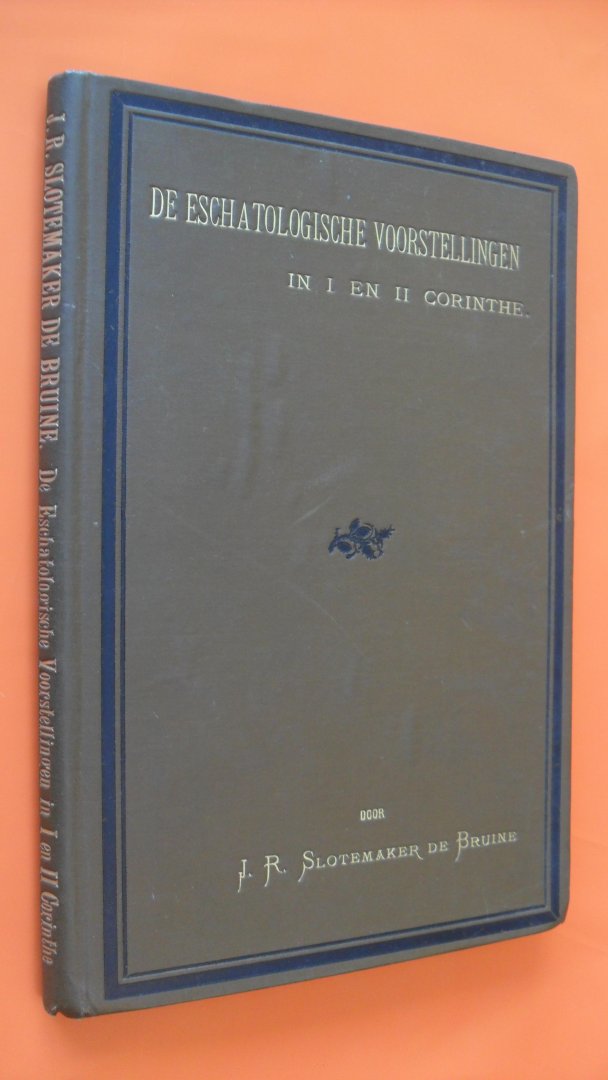 DE ESCHATOLOGISCHE VOORSTELLINGEN
IN I EN II CORINTHE.
DOOR
J. R. SLOTEMAKER DE BRUINE
J. R. SLOTEMAKER DE BRUINE, De Eschatologische Voorstellingen in I en II Corinthe